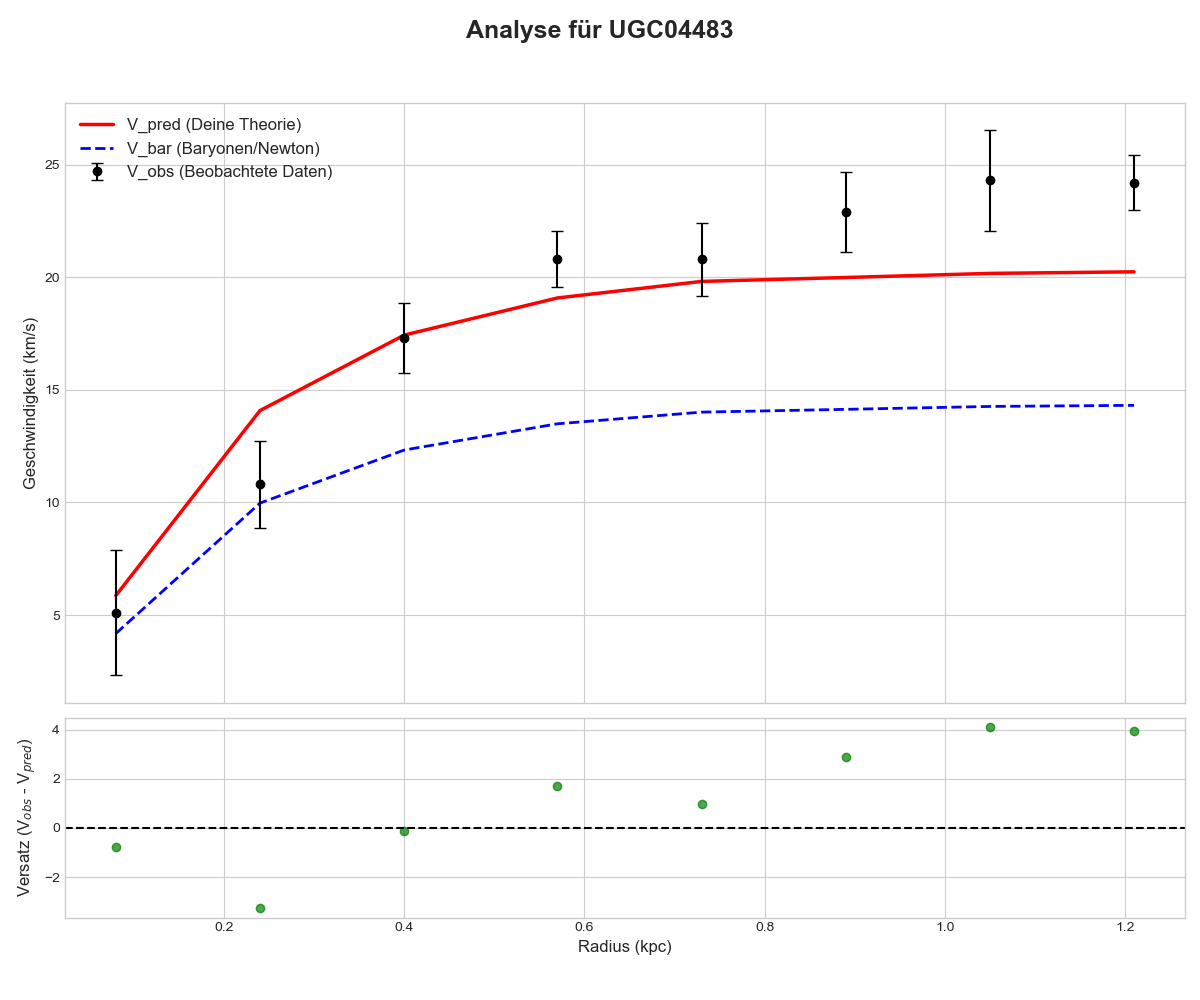 Analyse für UGC04483
V_pred (Deine Theorie)
V_bar (Baryonen/Newton)
V_obs (Beobachtete Daten)
25
20
15
10
5
Geschwindigkeit (km/s)
4
2
0
−2
Versatz (V_obs - V_pred)
0.2 0.4 0.6 0.8 1.0 1.2
Radius (kpc)